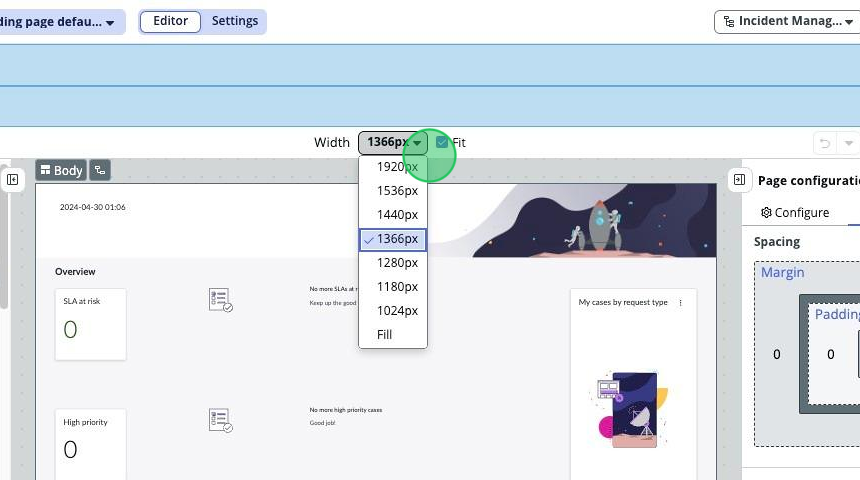 ding page defau...
Editor
Settings
Incident Manag...
Width
1366px
Fit
1920px
1536px
1440px
1366px
1280px
1180px
1024px
Fill
Body
2024-04-30 01:06
Page configuratio
Configure
Spacing
Margin
Padding
0
0
Overview
SLA at risk
0
No more SLAs at r
Keep up the good
My cases by request type
High priority
0
No more high priority cases
Good job!